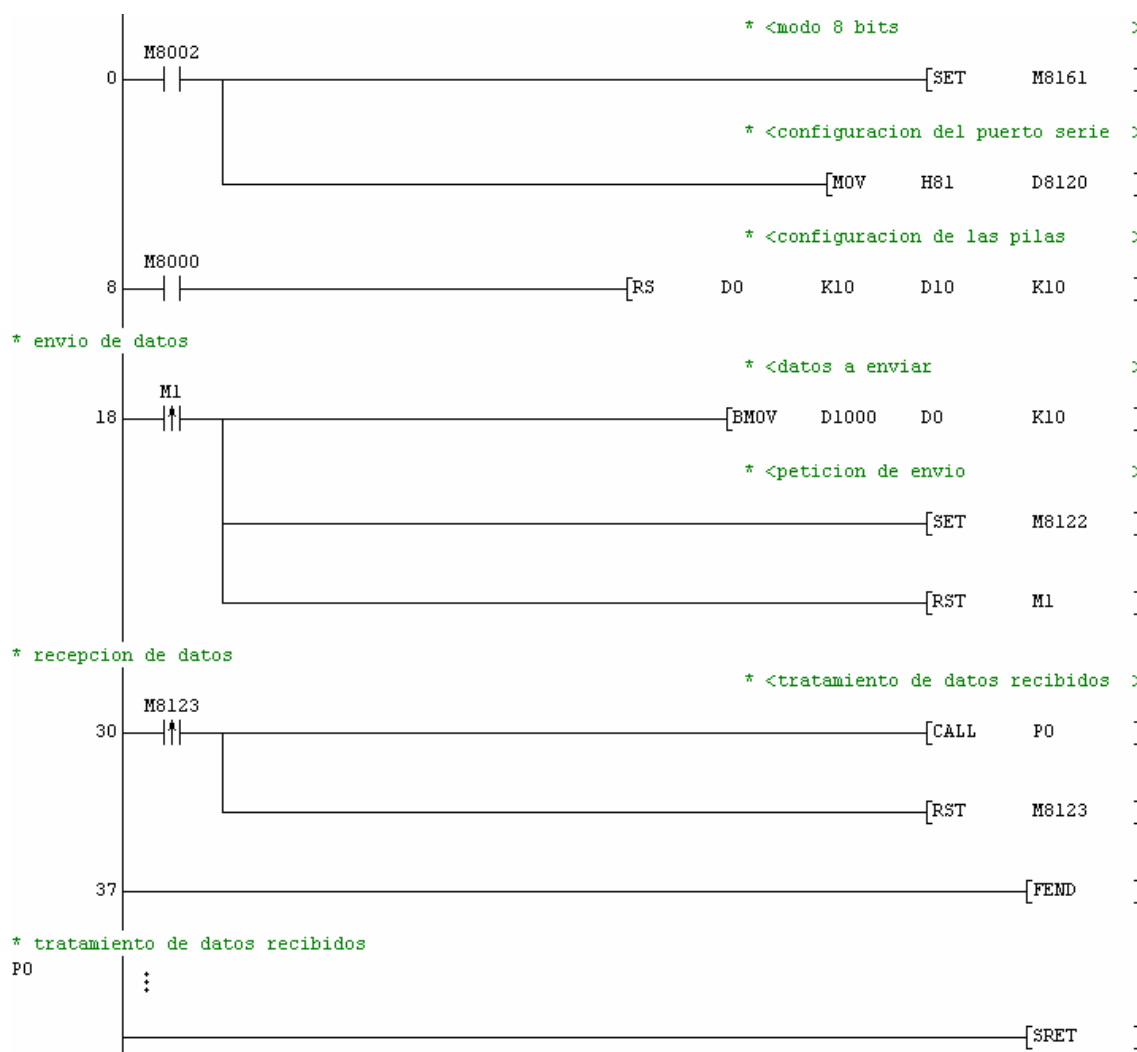 * <modo 8 bits >
M8002
0 [SET M8161 ]
* <configuracion del puerto serie >
[MOV H81 D8120 ]
* <configuracion de las pilas >
M8000
8 [RS D0 K10 D10 K10 ]
* envio de datos
* <datos a enviar >
M1
18 [BMOV D1000 D0 K10 ]
* <peticion de envio >
[SET M8122 ]
[RST M1 ]
* recepcion de datos
* <tratamiento de datos recibidos >
M8123
30 [CALL P0 ]
[RST M8123 ]
37 [FEND ]
* tratamiento de datos recibidos
P0
[SRET ]